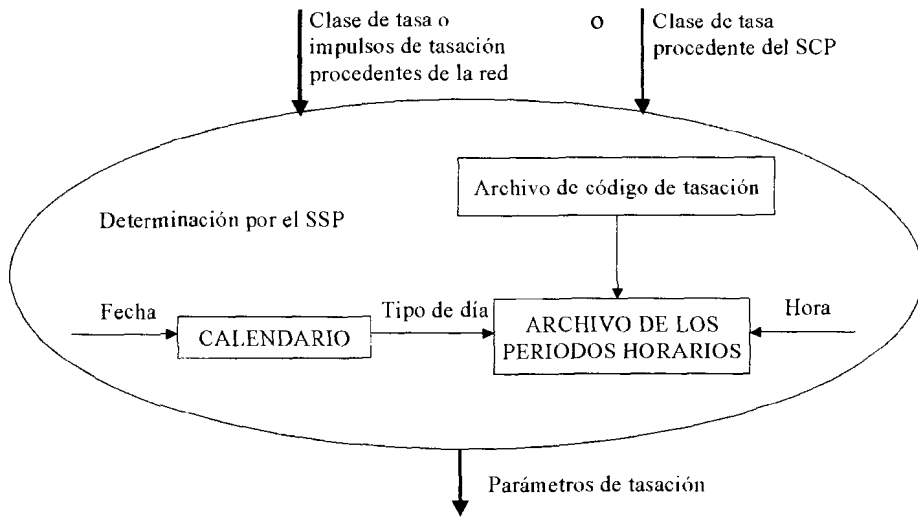 Clase de tasa o
impulsos de tasación
procedentes de la red
o
Clase de tasa
procedente del SCP
Archivo de código de tasación
Determinación por el SSP
Fecha
CALENDARIO
Tipo de día
ARCHIVO DE LOS
PERIODOS HORARIOS
Hora
Parámetros de tasación